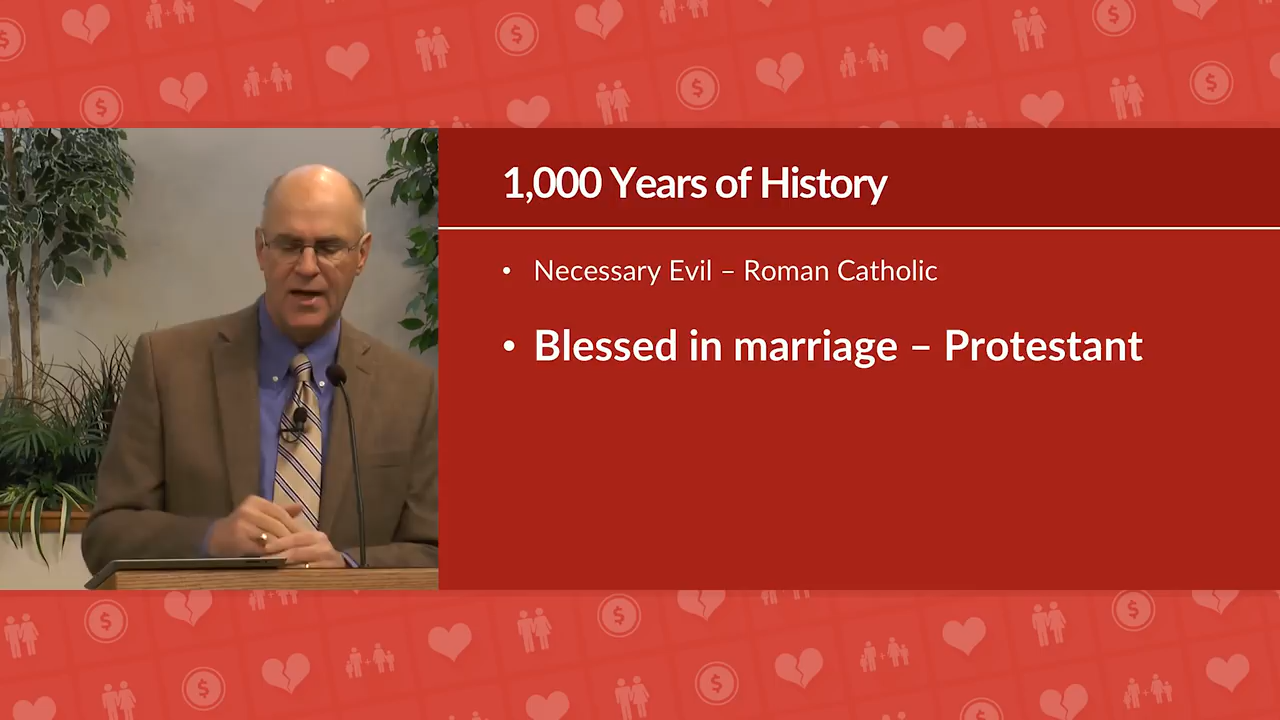 1,000 Years of History
• Necessary Evil – Roman Catholic
• Blessed in marriage – Protestant